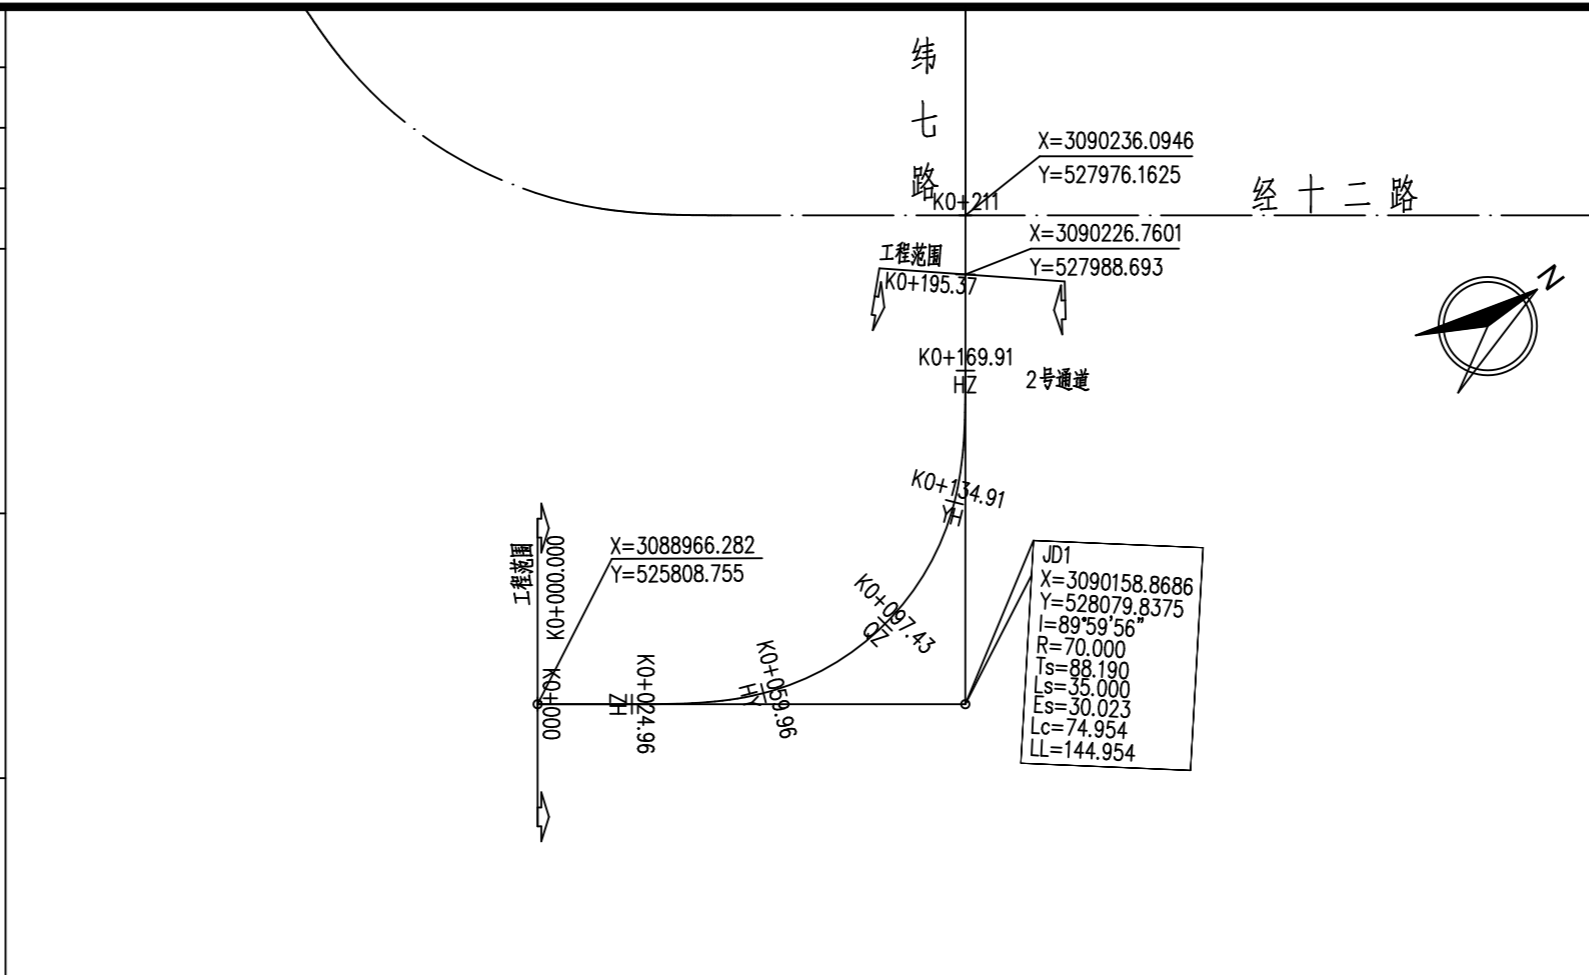 纬七路
X=3090236.0946
Y=527976.1625
经十二路
K0+211
X=3090226.7601
Y=527988.693
工程范围
K0+195.37
N
K0+169.91
HZ
2号通道
K0+134.91
YH
X=3088966.282
Y=525808.755
工程范围
K0+000.000
K0+000
K0+024.96
ZH
K0+059.96
HY
K0+097.43
QZ
JD1
X=3090158.8686
Y=528079.8375
I=89°59'56"
R=70.000
Ts=88.190
Ls=35.000
Es=30.023
Lc=74.954
LL=144.954